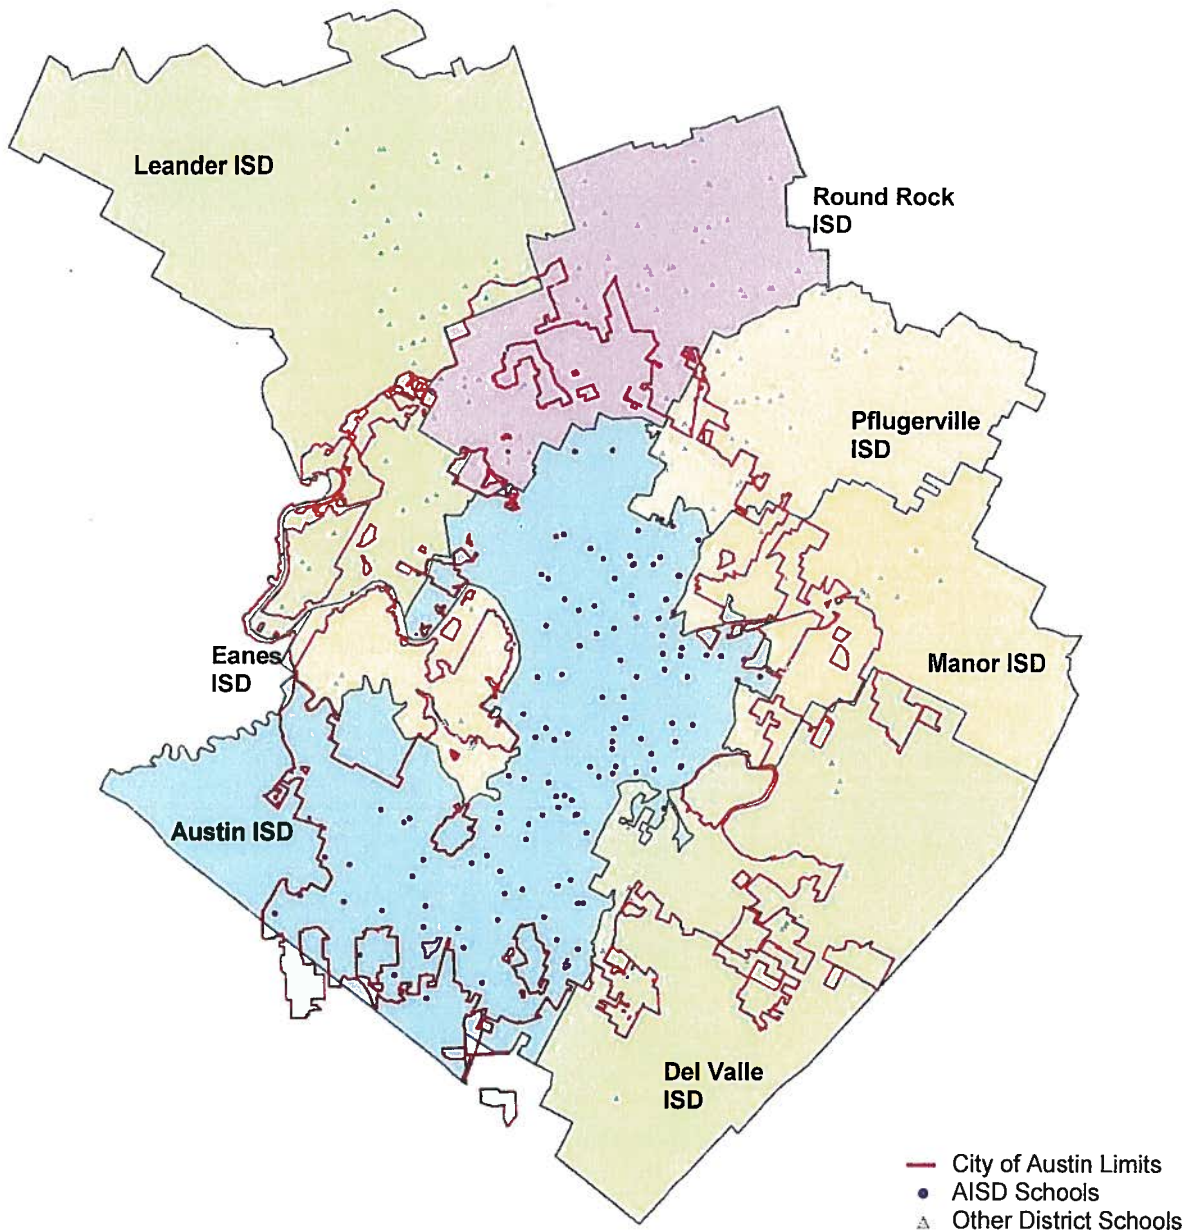 Leander ISD
Round Rock
ISD
Pflugerville
ISD
Eanes
ISD
Manor ISD
Austin ISD
Del Valle
ISD
City of Austin Limits
AISD Schools
Other District Schools